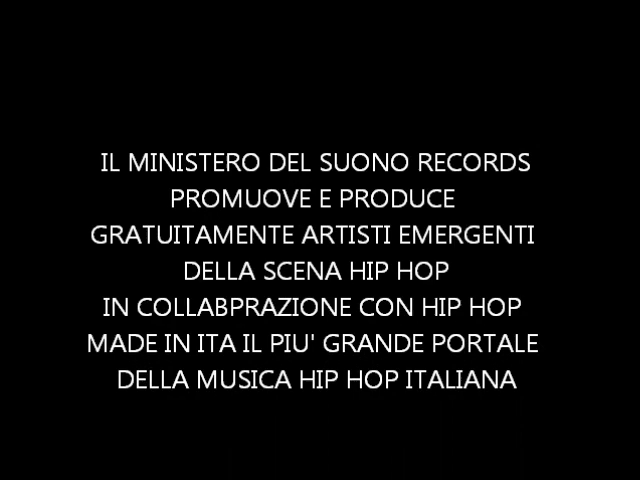 IL MINISTERO DEL SUONO RECORDS
PROMUOVE E PRODUCE
GRATUITAMENTE ARTISTI EMERGENTI
DELLA SCENA HIP HOP
IN COLLABPRAZIONE CON HIP HOP
MADE IN ITA IL PIU' GRANDE PORTALE
DELLA MUSICA HIP HOP ITALIANA